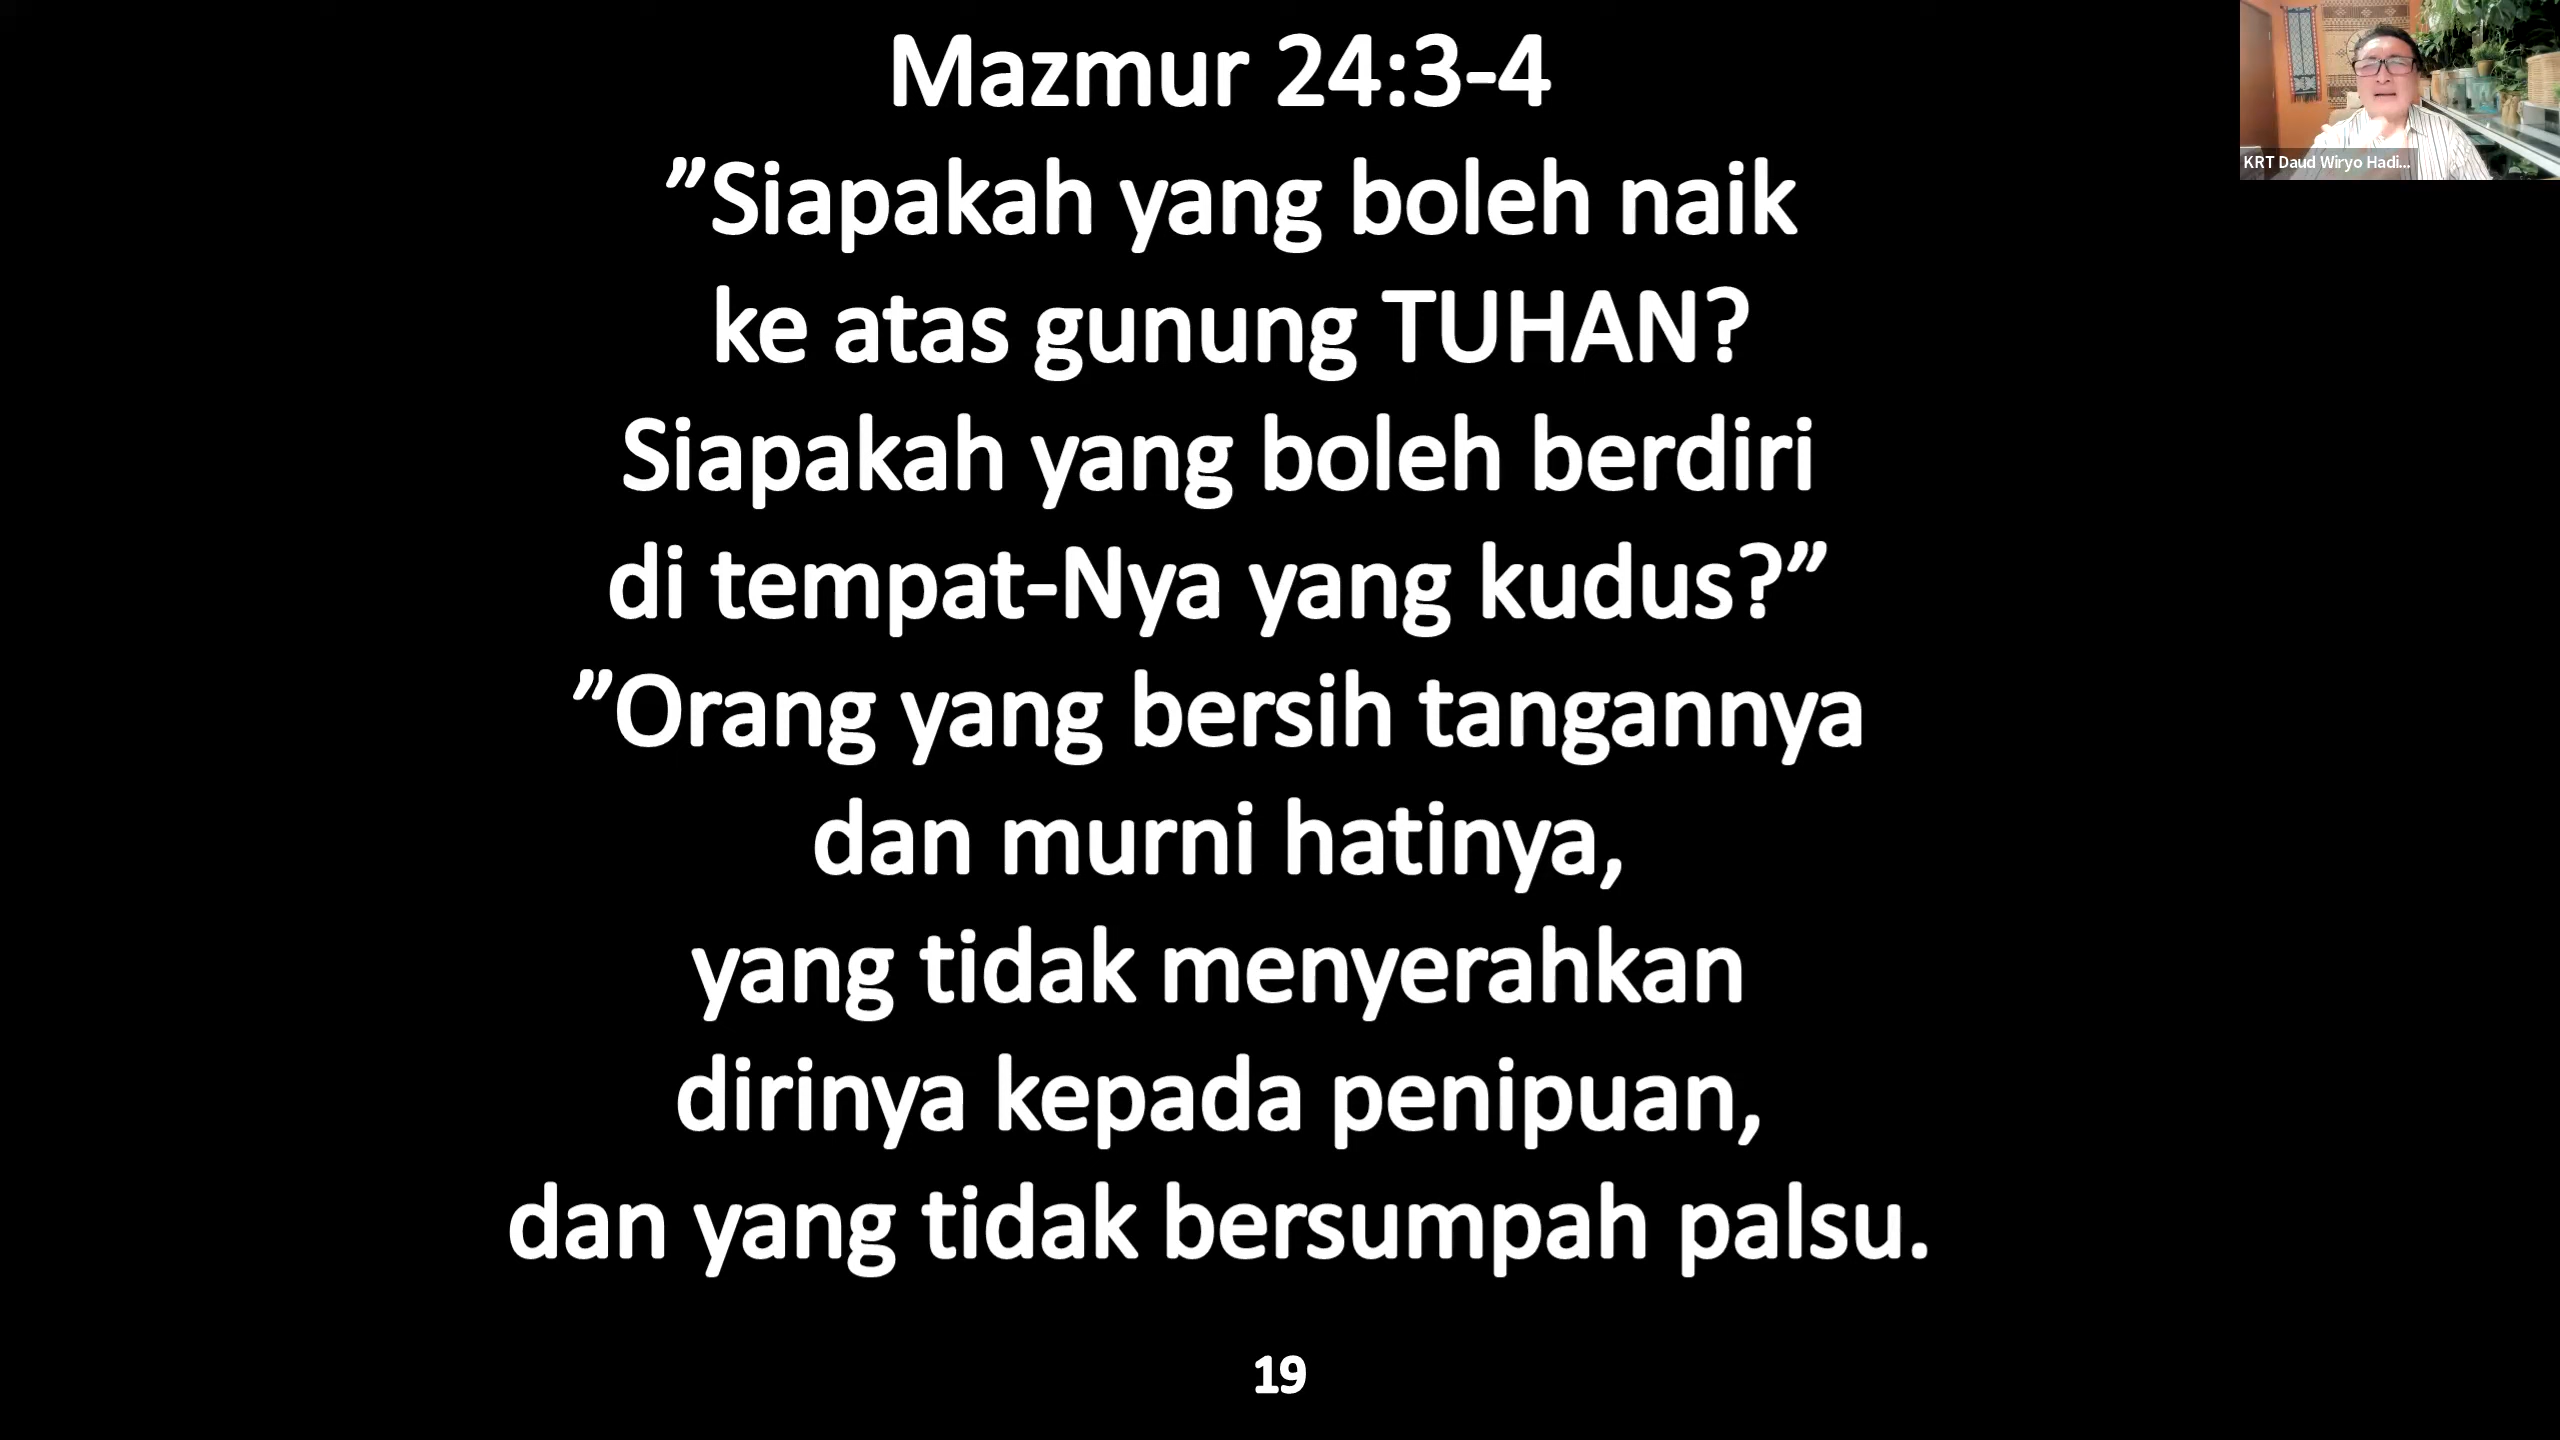 Mazmur 24:3-4
”Siapakah yang boleh naik
ke atas gunung TUHAN?
Siapakah yang boleh berdiri
di tempat-Nya yang kudus?”
”Orang yang bersih tangannya
dan murni hatinya,
yang tidak menyerahkan
dirinya kepada penipuan,
dan yang tidak bersumpah palsu.
19
KRT Daud Wiryo Hadi...